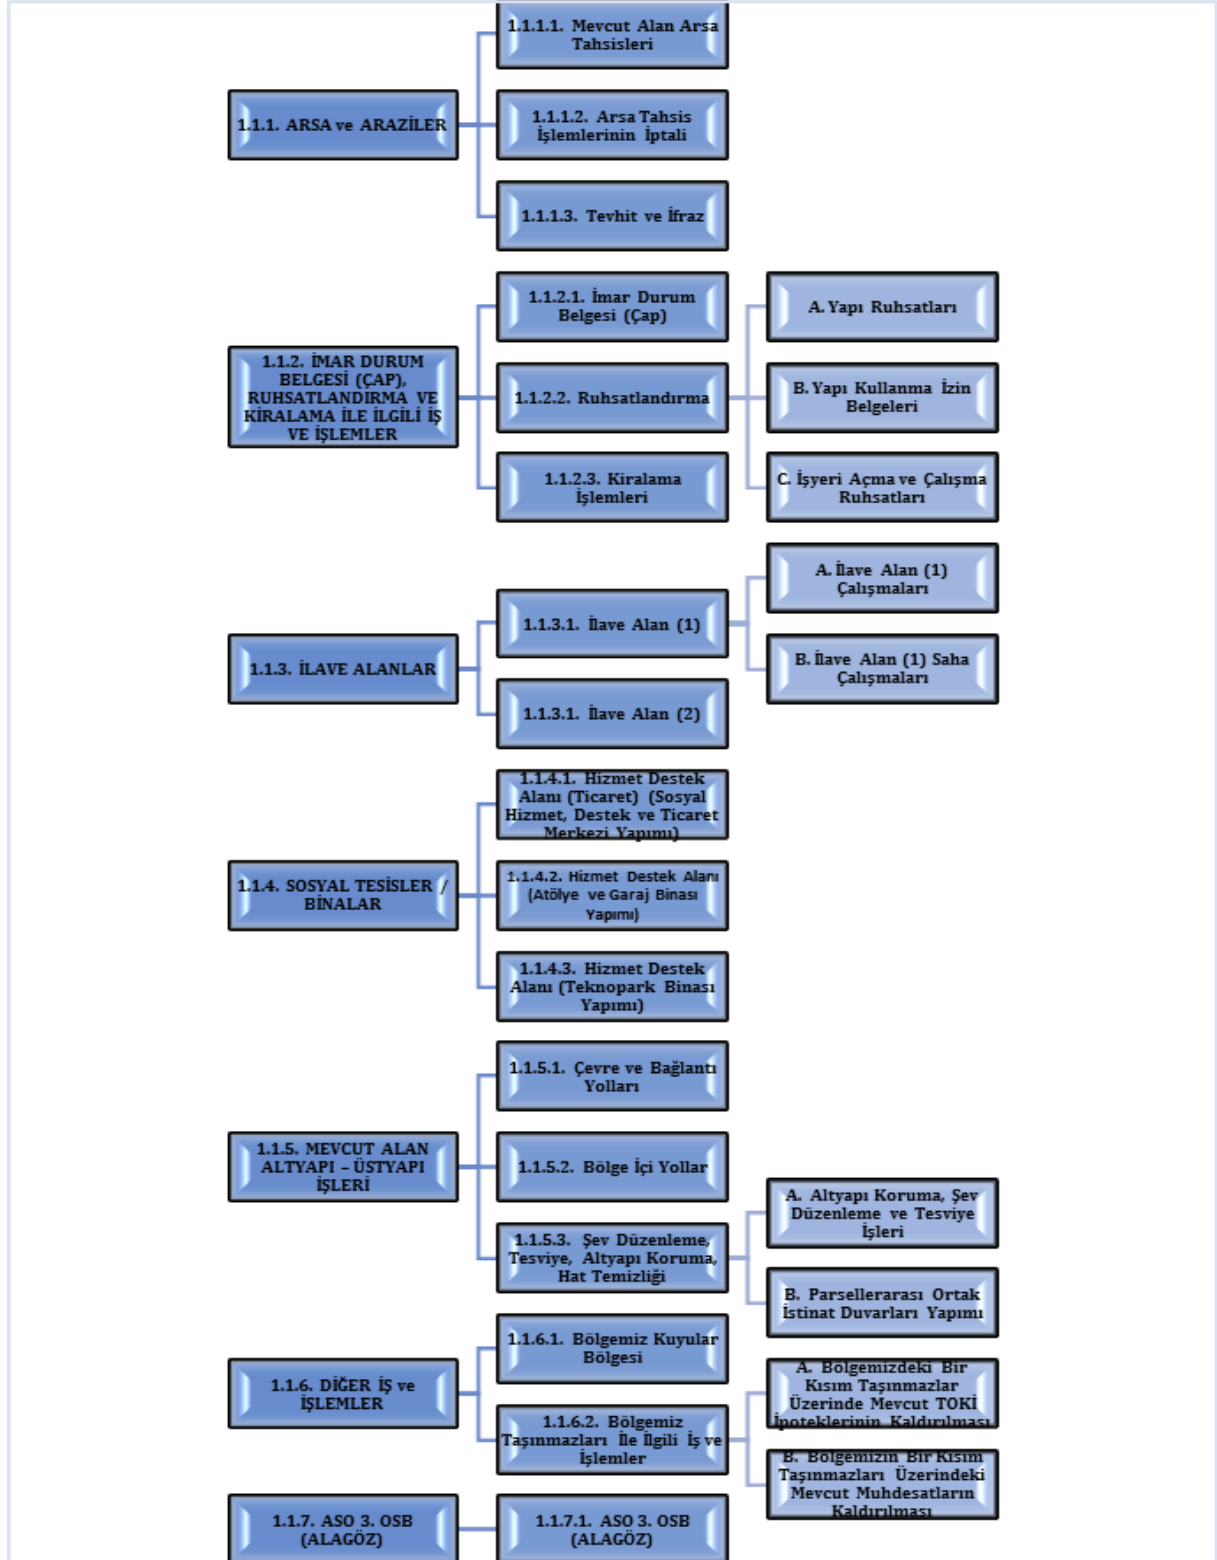 1.1.1.1. Mevcut Alan Arsa
Tahsisleri
1.1.1. ARSA ve ARAZİLER
1.1.1.2. Arsa Tahsis
İşlemlerinin İptali
1.1.1.3. Tevhit ve İfraz
1.1.2. İMAR DURUM
BELGESİ (ÇAP),
RUHSATLANDIRMA VE
KİRALAMA İLE İLGİLİ İŞ
VE İŞLEMLER
1.1.2.1. İmar Durum
Belgesi (Çap)
1.1.2.2. Ruhsatlandırma
A. Yapı Ruhsatları
B. Yapı Kullanma İzin
Belgeleri
C. İşyeri Açma ve Çalışma
Ruhsatları
1.1.2.3. Kiralama
İşlemleri
1.1.3. İLAVE ALANLAR
1.1.3.1. İlave Alan (1)
A. İlave Alan (1)
Çalışmaları
B. İlave Alan (1) Saha
Çalışmaları
1.1.3.1. İlave Alan (2)
1.1.4. SOSYAL TESİSLER /
BİNALAR
1.1.4.1. Hizmet Destek
Alanı (Ticaret) (Sosyal
Hizmet, Destek ve Ticaret
Merkezi Yapımı)
1.1.4.2. Hizmet Destek Alanı
(Atölye ve Garaj Binası
Yapımı)
1.1.4.3. Hizmet Destek
Alanı (Teknopark Binası
Yapımı)
1.1.5. MEVCUT ALAN
ALTYAPI – ÜSTYAPI
İŞLERİ
1.1.5.1. Çevre ve Bağlantı
Yolları
1.1.5.2. Bölge İçi Yollar
1.1.5.3. Şev Düzenleme,
Tesviye, Altyapı Koruma,
Hat Temizliği
A. Altyapı Koruma, Şev
Düzenleme ve Tesviye
İşleri
B. Parsellerarası Ortak
İstinat Duvarları Yapımı
1.1.6. DİĞER İŞ ve
İŞLEMLER
1.1.6.1. Bölgemiz Kuyular
Bölgesi
1.1.6.2. Bölgemiz
Taşınmazları İle İlgili İş ve
İşlemler
A. Bölgemizdeki Bir
Kısım Taşınmazlar
Üzerinde Mevcut TOKİ
İpoteklerinin Kaldırılması
B. Bölgemizin Bir Kısım
Taşınmazları Üzerindeki
Mevcut Muhdesatların
Kaldırılması
1.1.7. ASO 3. OSB
(ALAGÖZ)
1.1.7.1. ASO 3. OSB
(ALAGÖZ)